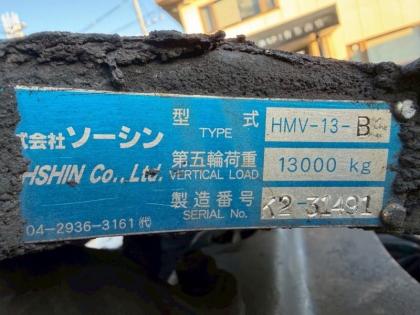 型式 HMV-13-B
TYPE
式会社ソーシン
第五輪荷重 13000 kg
HSHIN Co.,Ltd. VERTICAL LOAD
製造番号 K2-31491
SERIAL No.
04-2936-3161(代)